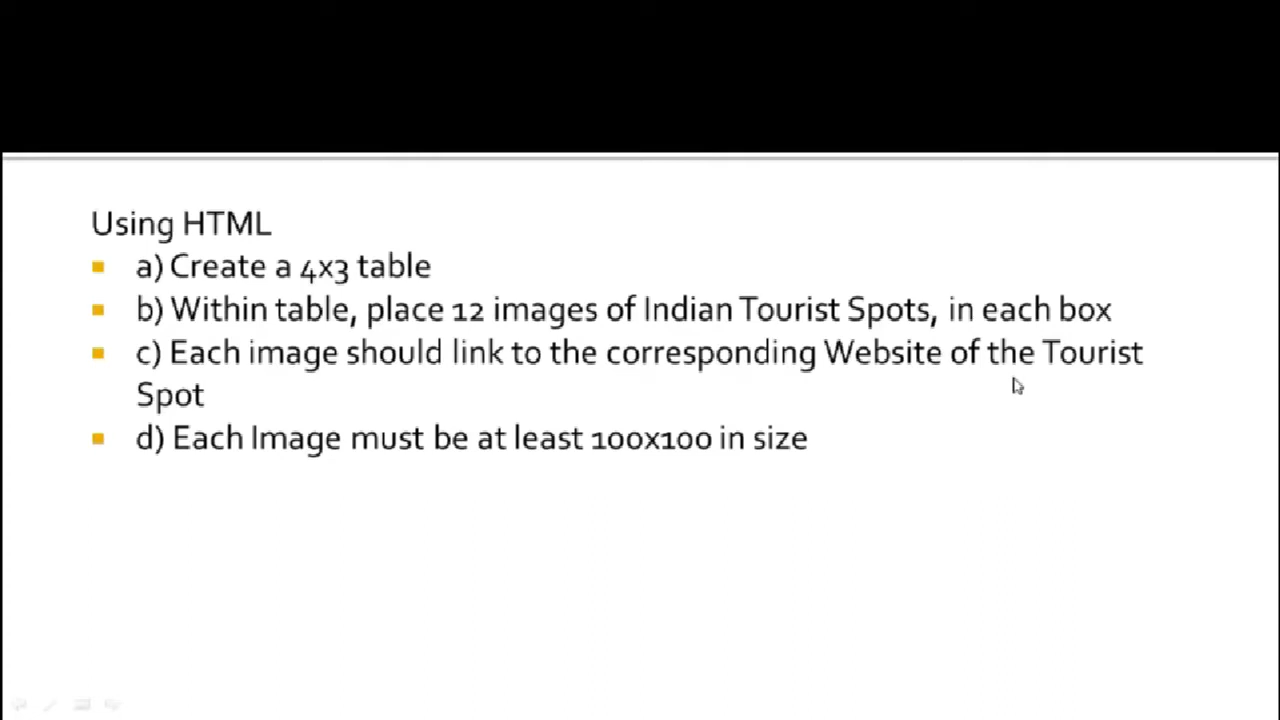 Using HTML
a) Create a 4x3 table
b) Within table, place 12 images of Indian Tourist Spots, in each box
c) Each image should link to the corresponding Website of the Tourist
Spot
d) Each Image must be at least 100x100 in size